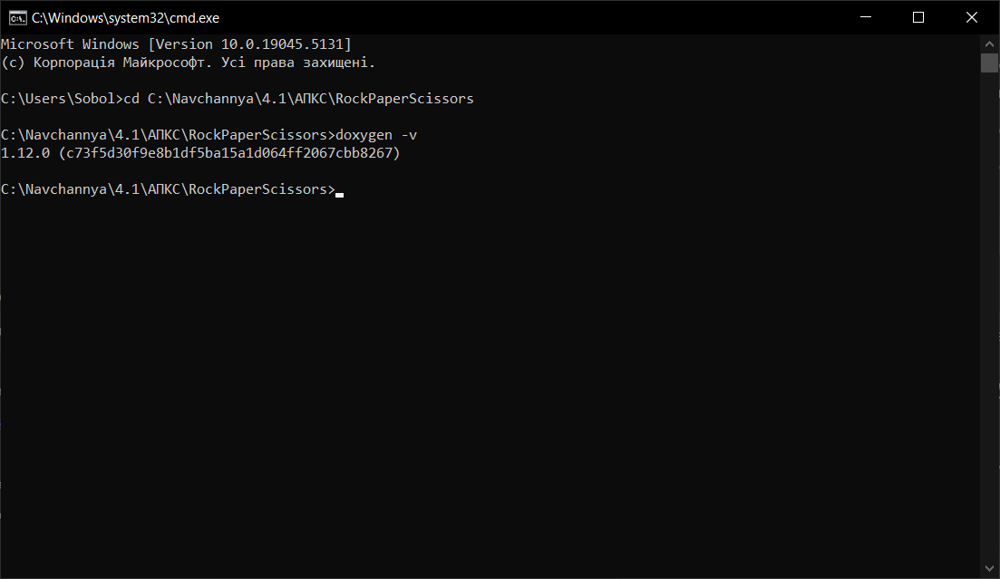 C:\Windows\system32\cmd.exe
Microsoft Windows [Version 10.0.19045.5131]
(c) Корпорація Майкрософт. Усі права захищені.
C:\Users\Sobol>cd C:\Navchannya\4.1\АПКС\RockPaperScissors
C:\Navchannya\4.1\АПКС\RockPaperScissors>doxygen -v
1.12.0 (c73f5d30f9e8b1df5ba15a1d064ff2067cbb8267)
C:\Navchannya\4.1\АПКС\RockPaperScissors>